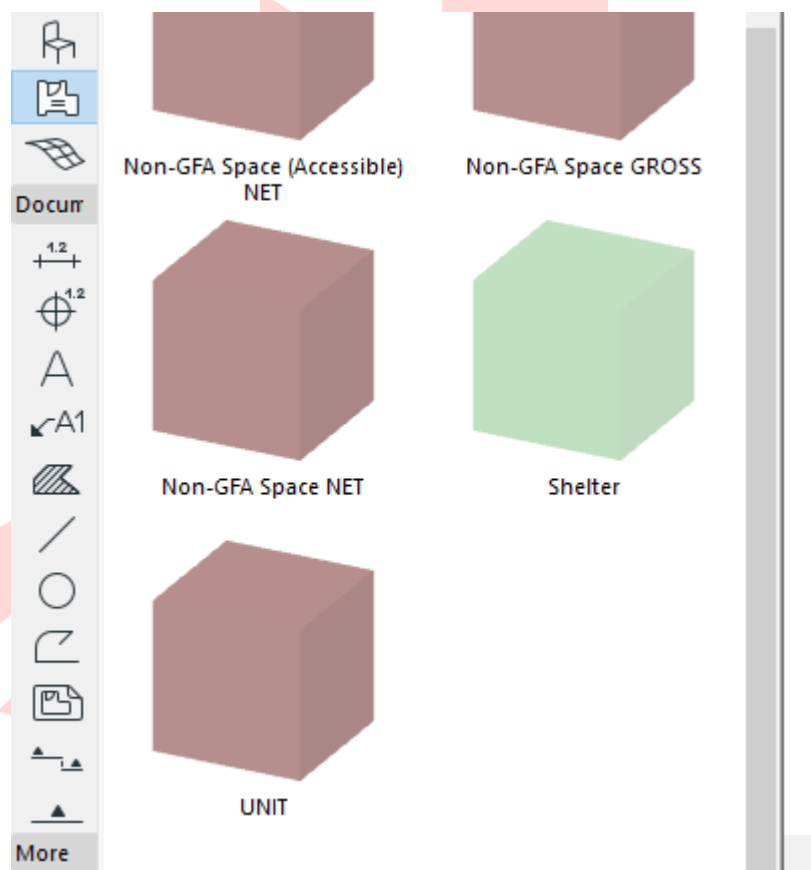 Non-GFA Space (Accessible)
NET
Non-GFA Space GROSS
Docum
1.2
1.2
A
A1
Non-GFA Space NET
Shelter
UNIT
More